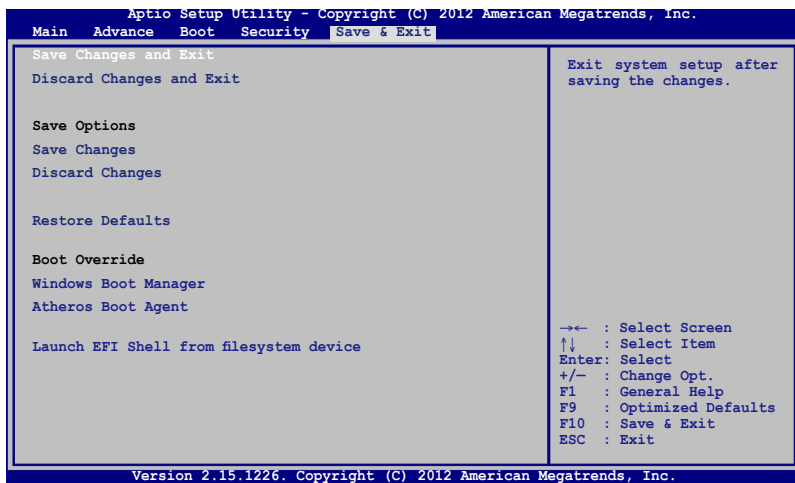 Aptio Setup Utility - Copyright (C) 2012 American Megatrends, Inc.
Main Advance Boot Security Save & Exit
Save Changes and Exit
Discard Changes and Exit
Save Options
Save Changes
Discard Changes
Restore Defaults
Boot Override
Windows Boot Manager
Atheros Boot Agent
Launch EFI Shell from filesystem device
Exit system setup after
saving the changes.
→← : Select Screen
↑↓ : Select Item
Enter: Select
+/— : Change Opt.
F1 : General Help
F9 : Optimized Defaults
F10 : Save & Exit
ESC : Exit
Version 2.15.1226. Copyright (C) 2012 American Megatrends, Inc.